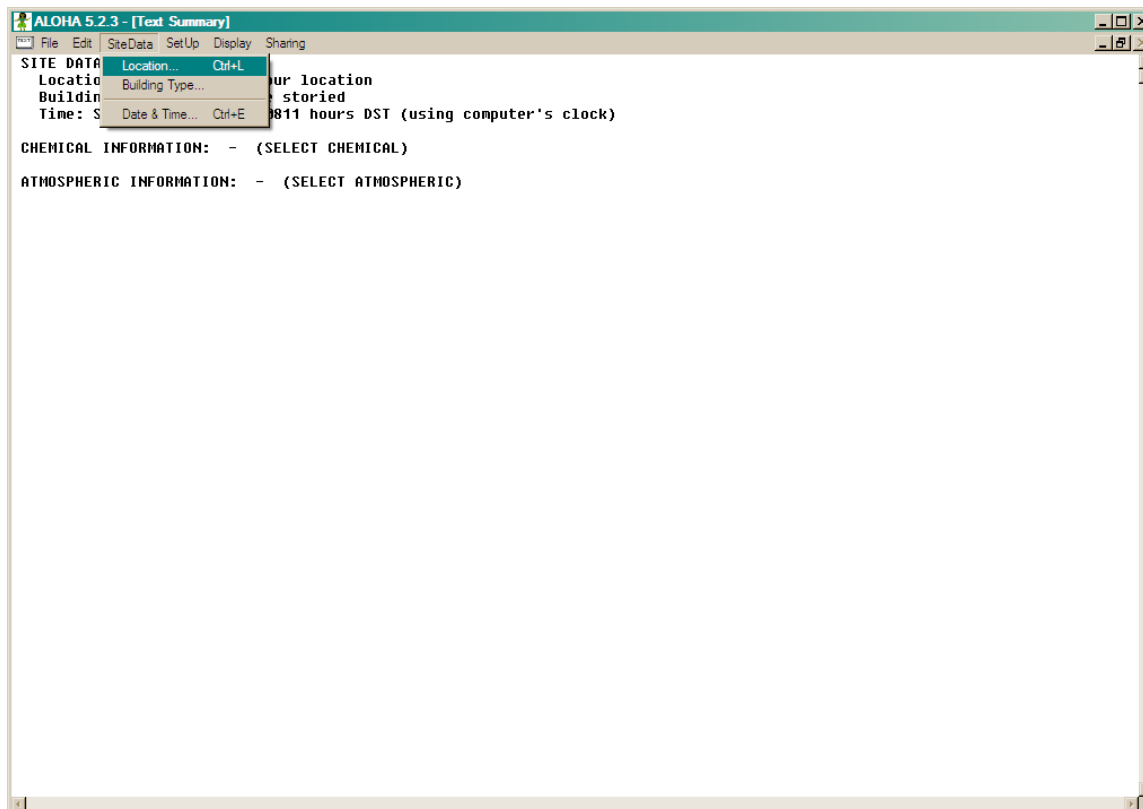 ALOHA 5.2.3 - [Text Summary]
File Edit SiteData SetUp Display Sharing
SITE DATA
Location... Ctrl+L
Building Type...
Date & Time... Ctrl+E
Locatio our location
Buildin storied
Time: S 0811 hours DST (using computer's clock)
CHEMICAL INFORMATION: - (SELECT CHEMICAL)
ATMOSPHERIC INFORMATION: - (SELECT ATMOSPHERIC)